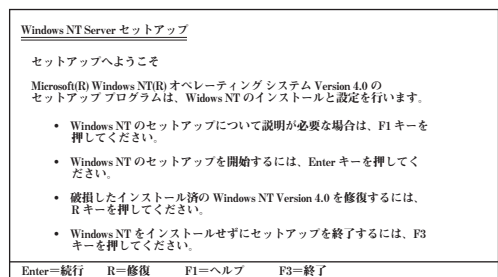 Windows NT Server セットアップ
セットアップへようこそ
Microsoft(R) Windows NT(R) オペレーティング システム Version 4.0 の
セットアップ プログラムは、Widows NT のインストールと設定を行います。
• Windows NT のセットアップについて説明が必要な場合は、F1 キーを
押してください。
• Windows NT のセットアップを開始するには、Enter キーを押してく
ださい。
• 破損したインストール済の Windows NT Version 4.0 を修復するには、
R キーを押してください。
• Windows NT をインストールせずにセットアップを終了するには、F3
キーを押してください。
Enter＝続行 R＝修復 F1＝ヘルプ F3＝終了